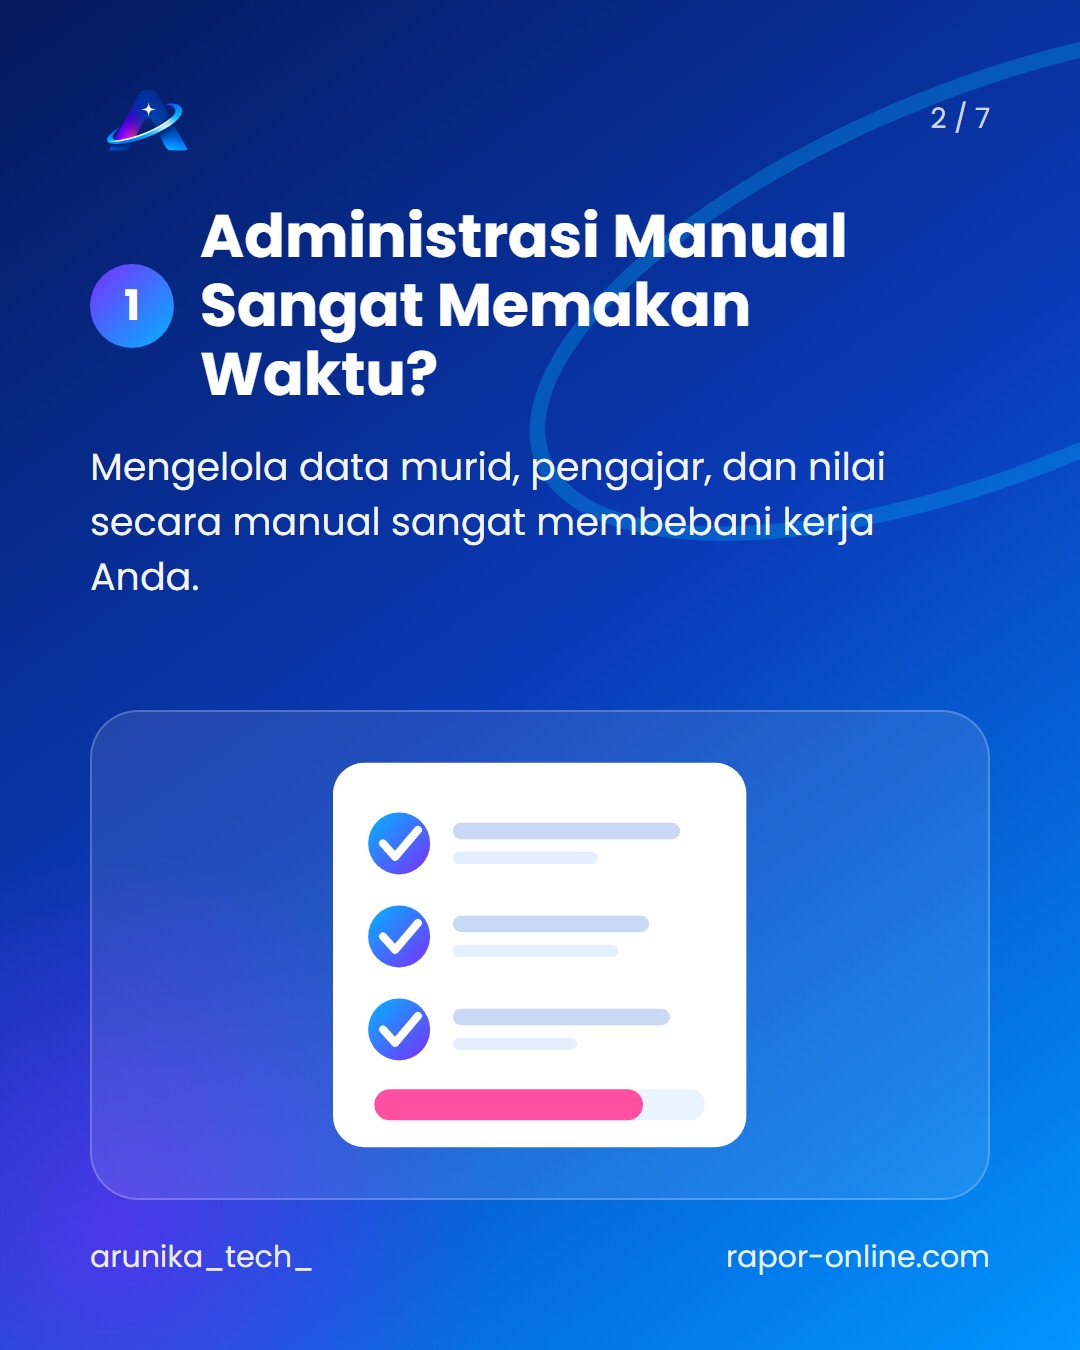 2 / 7
Administrasi Manual
Sangat Memakan
Waktu?
1
Mengelola data murid, pengajar, dan nilai
secara manual sangat membebani kerja
Anda.
arunika_tech_
rapor-online.com